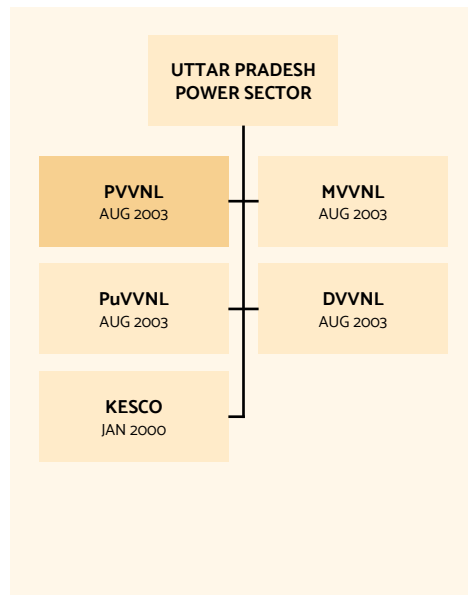 UTTAR PRADESH
POWER SECTOR
PVVNL
AUG 2003
MVVNL
AUG 2003
PuVVNL
AUG 2003
DVVNL
AUG 2003
KESCO
JAN 2000